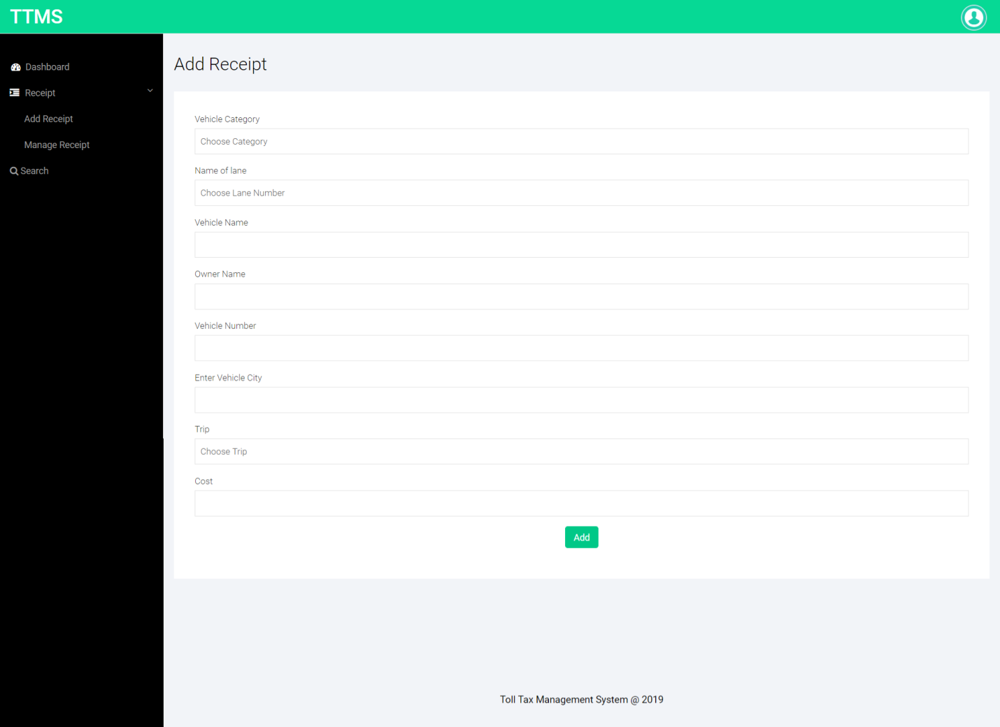 TTMS
Dashboard
Receipt
Add Receipt
Manage Receipt
Search
Add Receipt
Vehicle Category
Choose Category
Name of lane
Choose Lane Number
Vehicle Name
Owner Name
Vehicle Number
Enter Vehicle City
Trip
Choose Trip
Cost
Add
Toll Tax Management System @ 2019